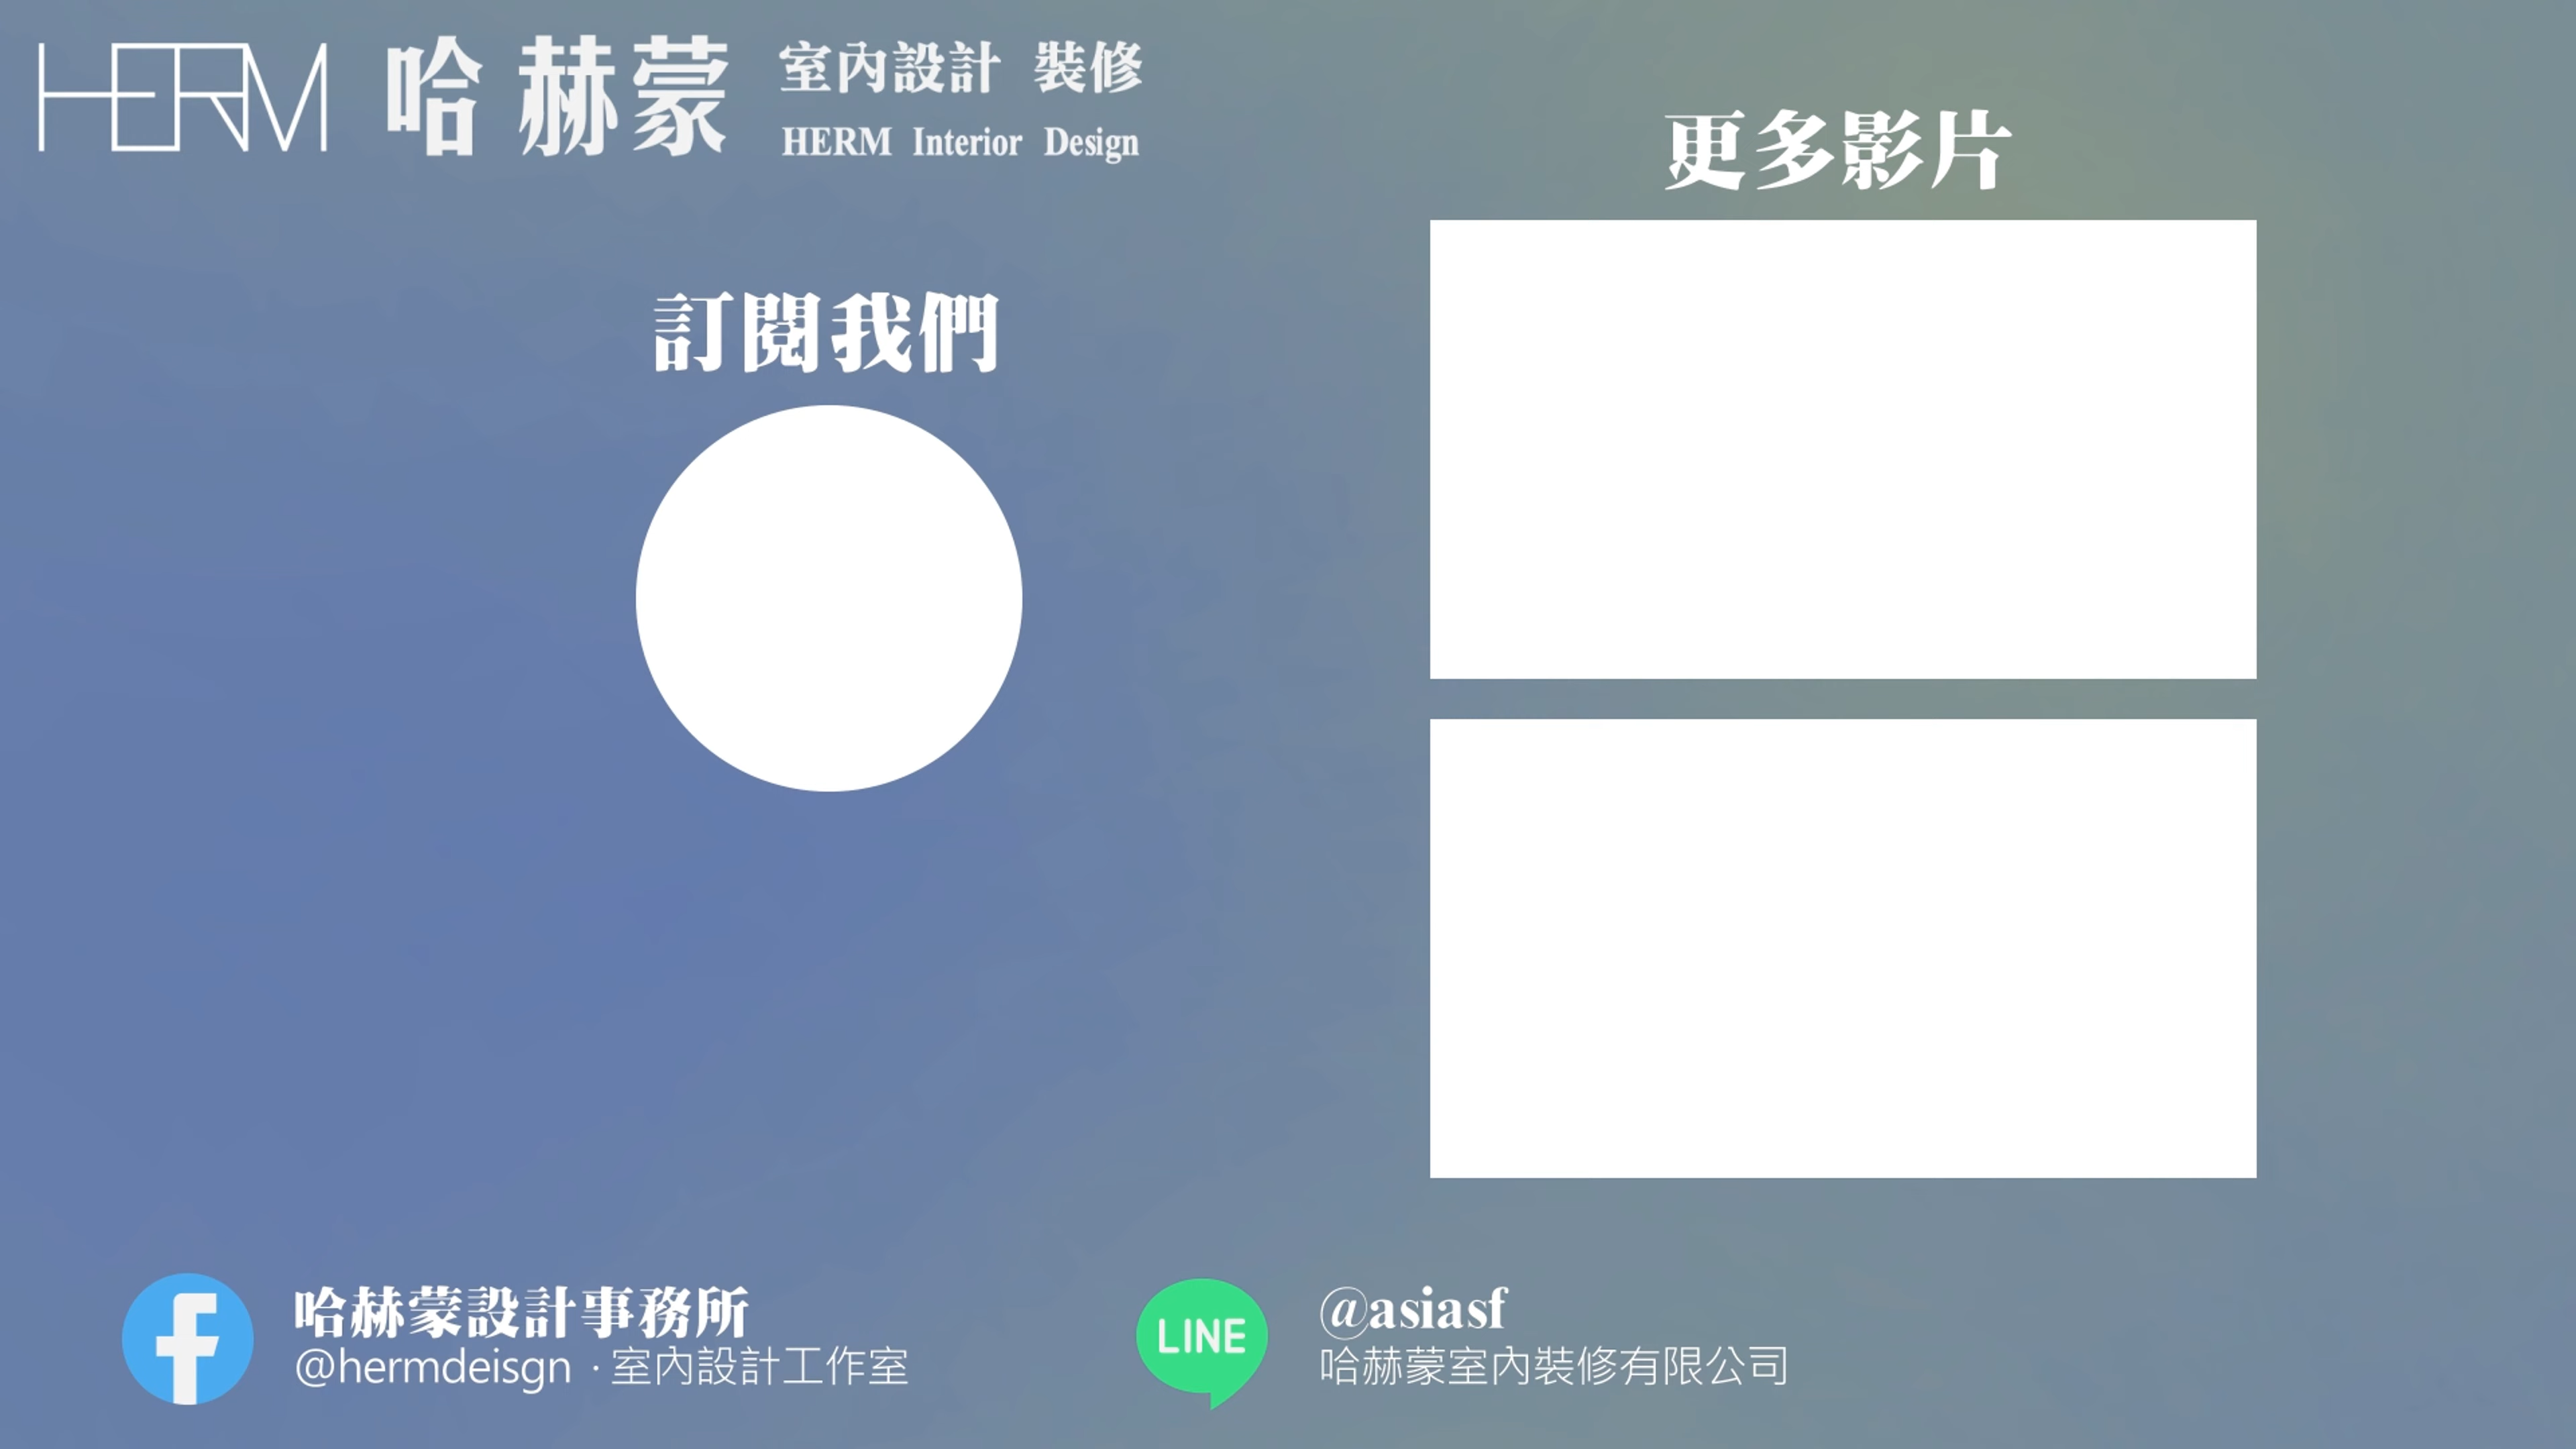 HERM 哈赫蒙 室內設計 裝修
HERM Interior Design
更多影片
訂閱我們
哈赫蒙設計事務所
@hermdeisgn · 室內設計工作室
LINE
@asiasf
哈赫蒙室內裝修有限公司